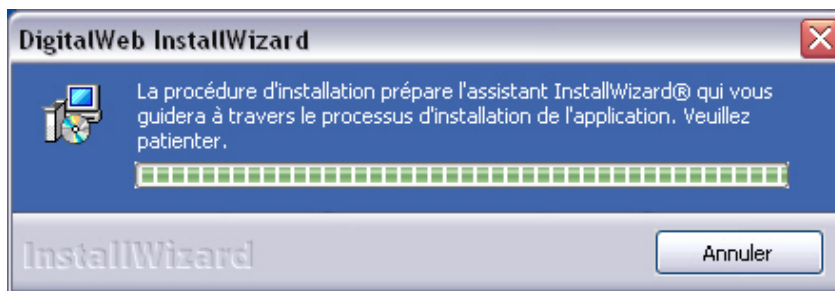 DigitalWeb InstallWizard
La procédure d'installation prépare l'assistant InstallWizard® qui vous
guidera à travers le processus d'installation de l'application. Veuillez
patienter.
InstallWizard
Annuler